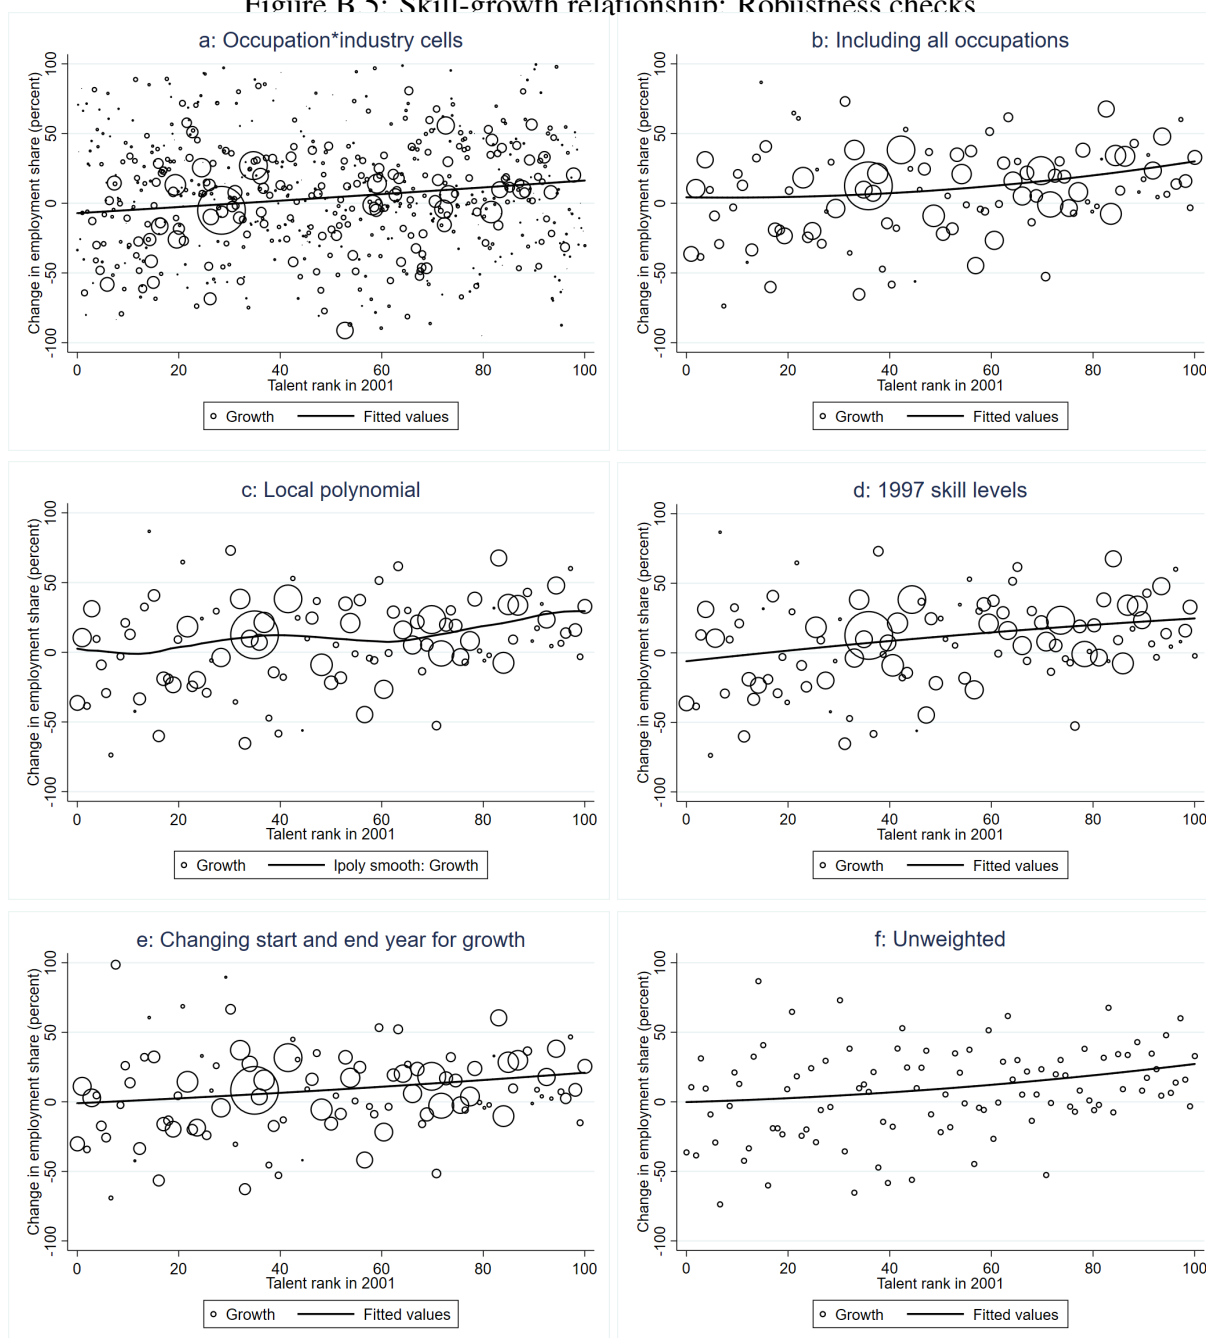 Figure B.5: Skill-growth relationship: Robustness checks
a: Occupation*industry cells
Change in employment share (percent)
100
50
0
-50
-100
0 20 40 60 80 100
Talent rank in 2001
Growth Fitted values
b: Including all occupations
Change in employment share (percent)
100
50
0
-50
-100
0 20 40 60 80 100
Talent rank in 2001
Growth Fitted values
c: Local polynomial
Change in employment share (percent)
100
50
0
-50
-100
0 20 40 60 80 100
Talent rank in 2001
Growth lpoly smooth: Growth
d: 1997 skill levels
Change in employment share (percent)
100
50
0
-50
-100
0 20 40 60 80 100
Talent rank in 2001
Growth Fitted values
e: Changing start and end year for growth
Change in employment share (percent)
100
50
0
-50
-100
0 20 40 60 80 100
Talent rank in 2001
Growth Fitted values
f: Unweighted
Change in employment share (percent)
100
50
0
-50
-100
0 20 40 60 80 100
Talent rank in 2001
Growth Fitted values